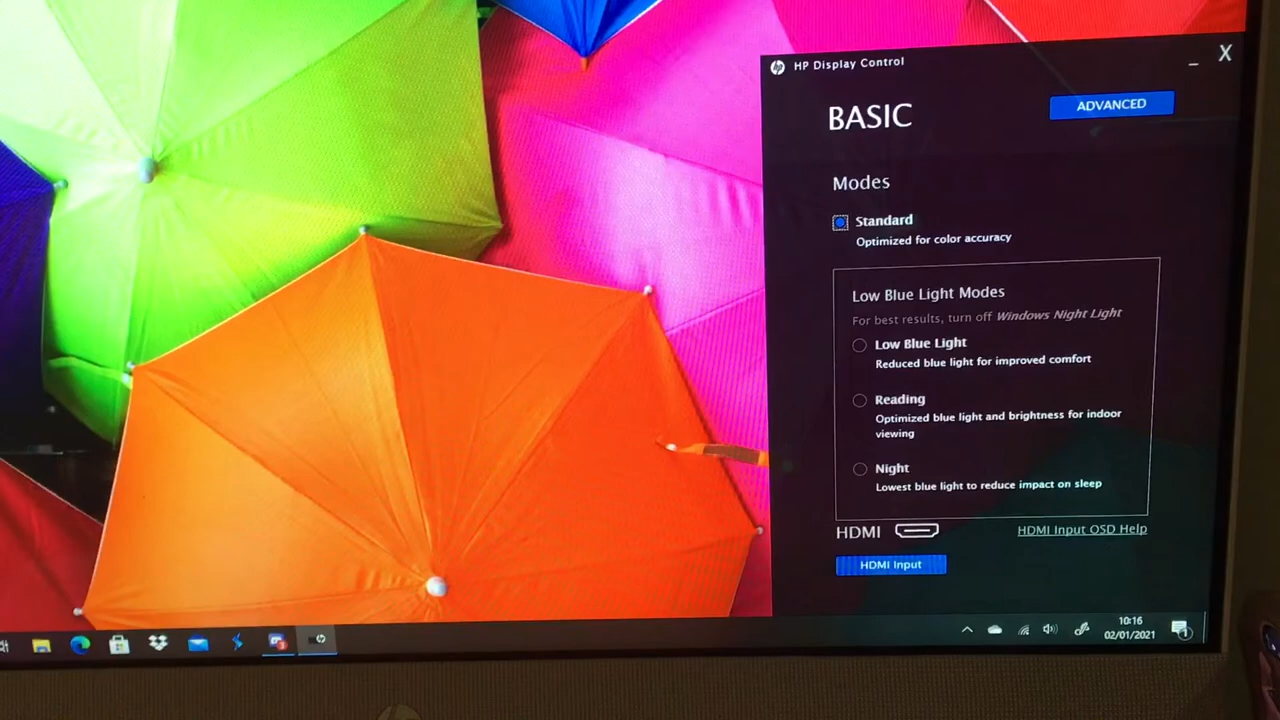 hp HP Display Control
_ X
BASIC
ADVANCED
Modes
Standard
Optimized for color accuracy
Low Blue Light Modes
For best results, turn off Windows Night Light
Low Blue Light
Reduced blue light for improved comfort
Reading
Optimized blue light and brightness for indoor
viewing
Night
Lowest blue light to reduce impact on sleep
HDMI
HDMI Input OSD Help
HDMI Input
10:16
02/01/2021